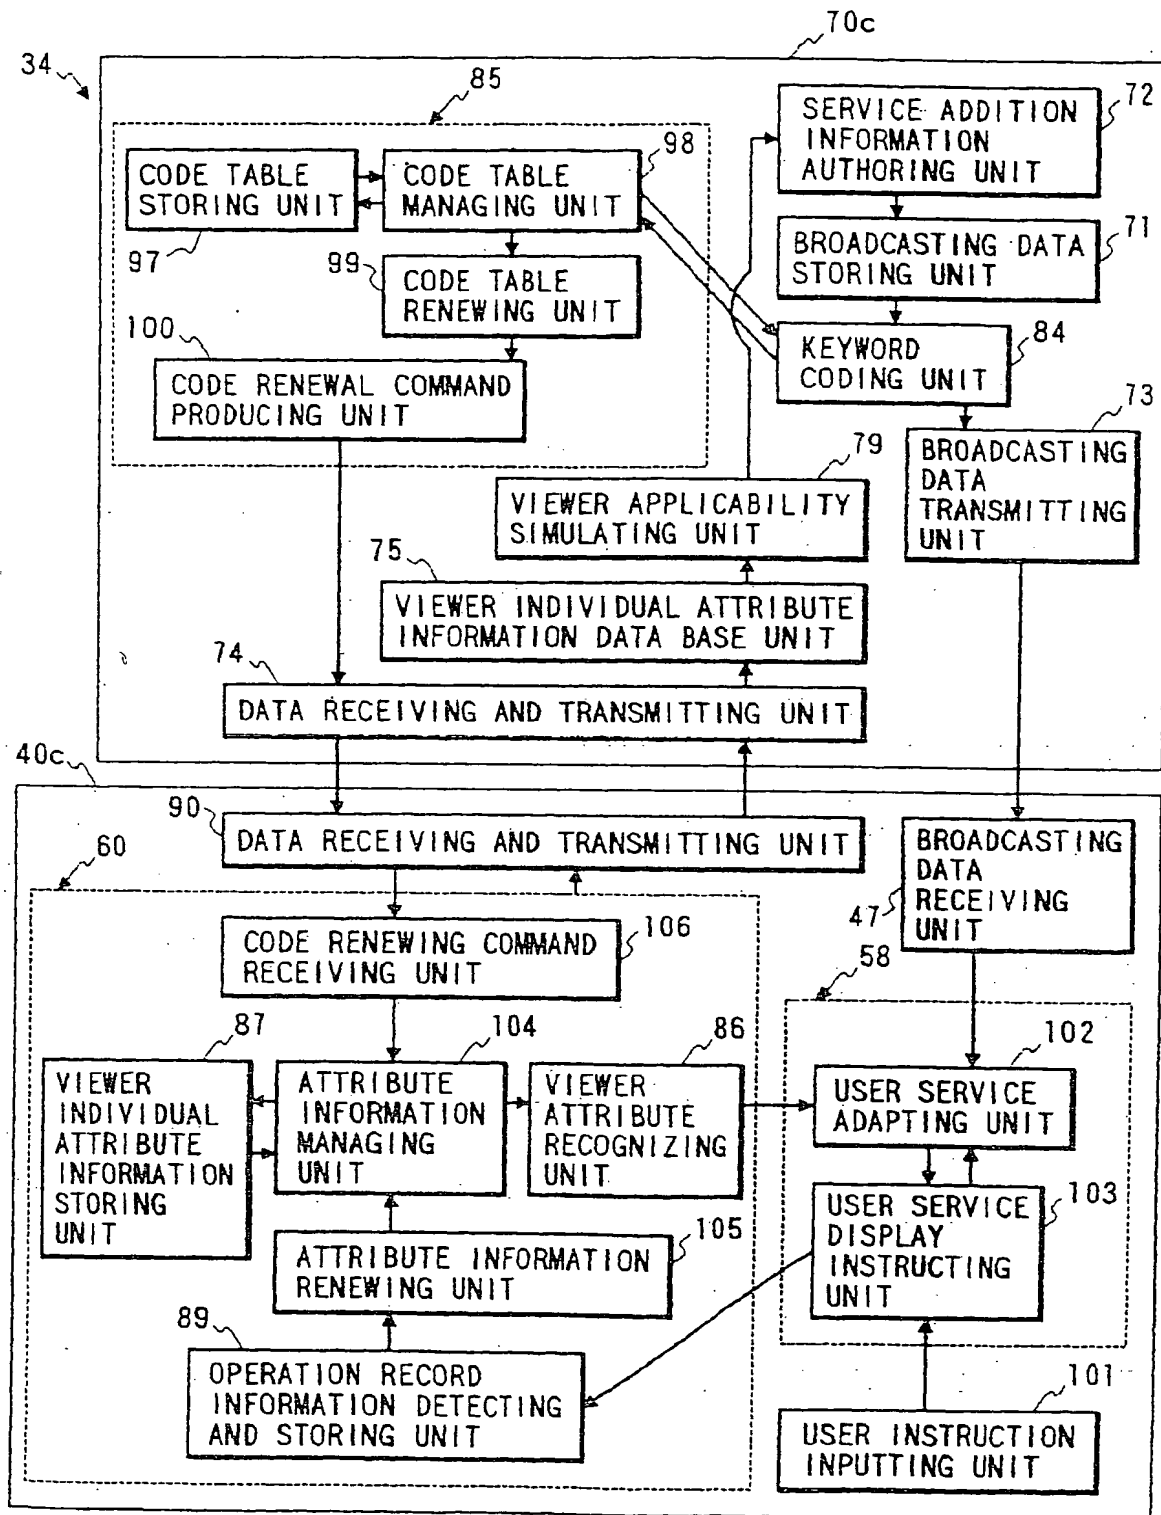 70c
34
85
72
SERVICE ADDITION
INFORMATION
AUTHORING UNIT
98
CODE TABLE
STORING UNIT
CODE TABLE
MANAGING UNIT
97
71
BROADCASTING DATA
STORING UNIT
99
CODE TABLE
RENEWING UNIT
84
KEYWORD
CODING UNIT
100
CODE RENEWAL COMMAND
PRODUCING UNIT
73
BROADCASTING
DATA
TRANSMITTING
UNIT
79
VIEWER APPLICABILITY
SIMULATING UNIT
75
VIEWER INDIVIDUAL ATTRIBUTE
INFORMATION DATA BASE UNIT
74
DATA RECEIVING AND TRANSMITTING UNIT
40c
90
DATA RECEIVING AND TRANSMITTING UNIT
BROADCASTING
DATA
RECEIVING
UNIT
47
60
CODE RENEWING COMMAND
RECEIVING UNIT
106
58
87
VIEWER
INDIVIDUAL
ATTRIBUTE
INFORMATION
STORING
UNIT
104
ATTRIBUTE
INFORMATION
MANAGING
UNIT
86
VIEWER
ATTRIBUTE
RECOGNIZING
UNIT
102
USER SERVICE
ADAPTING UNIT
103
USER SERVICE
DISPLAY
INSTRUCTING
UNIT
105
ATTRIBUTE INFORMATION
RENEWING UNIT
89
OPERATION RECORD
INFORMATION DETECTING
AND STORING UNIT
101
USER INSTRUCTION
INPUTTING UNIT